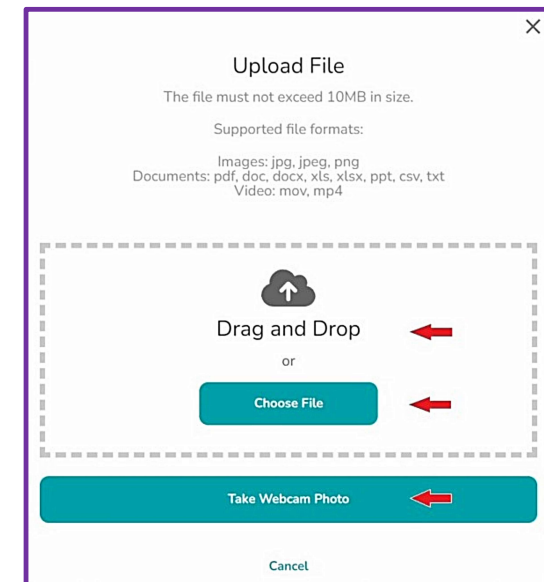 Upload File
The file must not exceed 10MB in size.
Supported file formats:
Images: jpg, jpeg, png
Documents: pdf, doc, docx, xls, xlsx, ppt, csv, txt
Video: mov, mp4
Drag and Drop
or
Choose File
Take Webcam Photo
Cancel